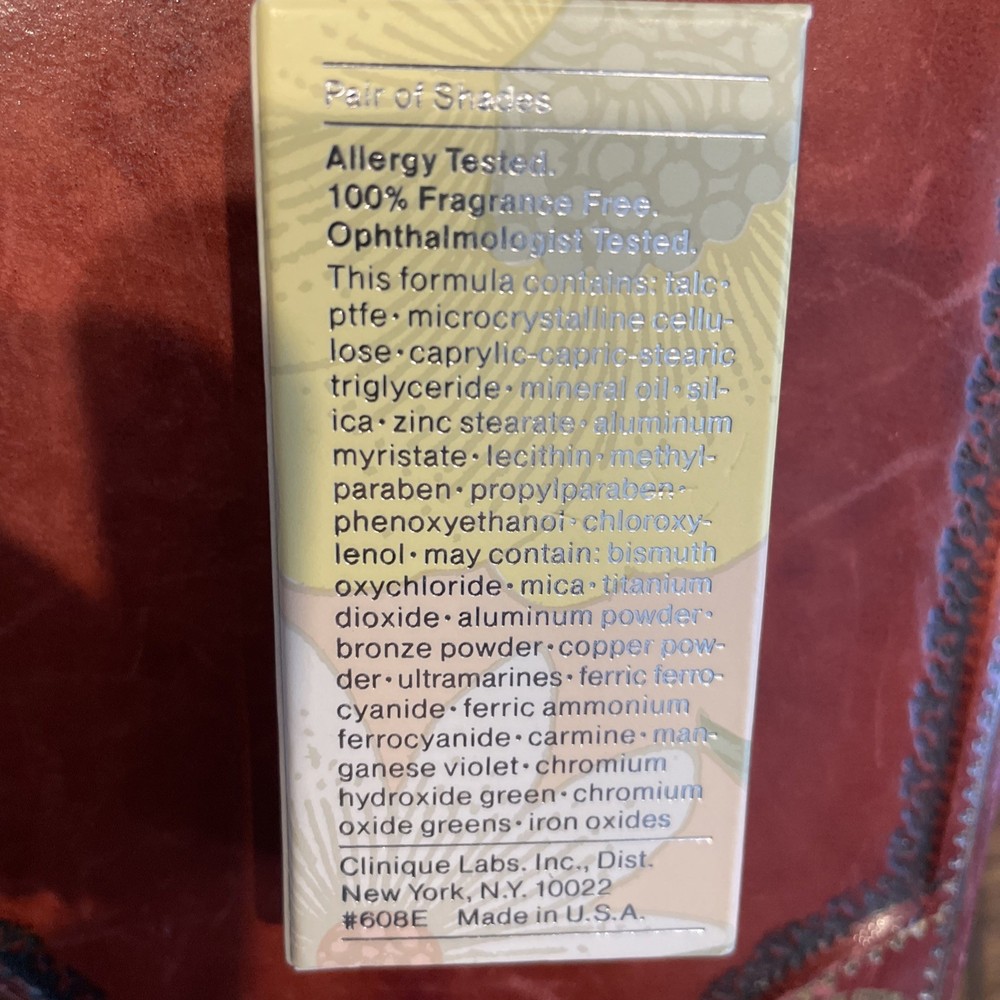 Pair of Shades
Allergy Tested.
100% Fragrance Free.
Ophthalmologist Tested.
This formula contains: talc•
ptfe• microcrystalline cellu-
lose•caprylic-capric-stearic
triglyceride• mineral oil• sil-
ica• zinc stearate• aluminum
myristate• lecithin• methyl-
paraben• propylparaben•
phenoxyethanol• chloroxy-
lenol• may contain: bismuth
oxychloride• mica• titanium
dioxide• aluminum powder•
bronze powder•copper pow-
der•ultramarines• ferric ferro-
cyanide• ferric ammonium
ferrocyanide• carmine• man-
ganese violet• chromium
hydroxide green•chromium
oxide greens• iron oxides
Clinique Labs. Inc., Dist.
New York, N.Y. 10022
#608E Made in U.S.A.